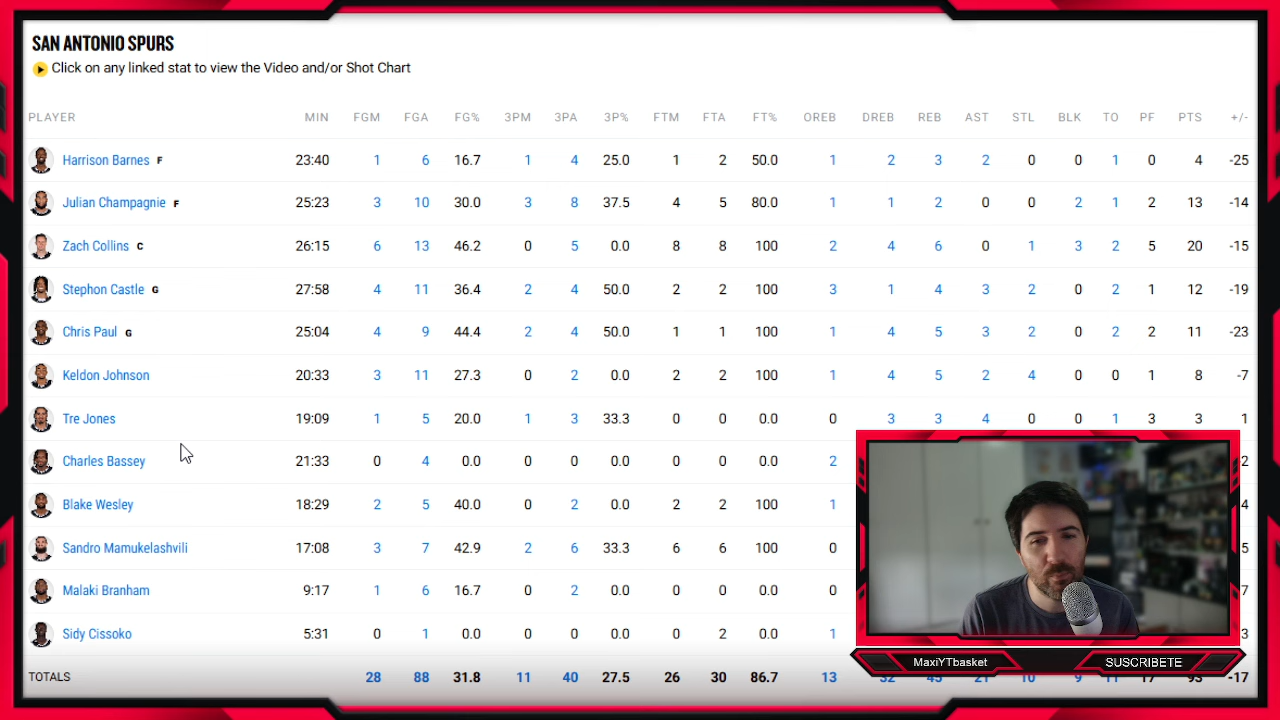 SAN ANTONIO SPURS
Click on any linked stat to view the Video and/or Shot Chart
PLAYER MIN FGM FGA FG% 3PM 3PA 3P% FTM FTA FT% OREB DREB REB AST STL BLK TO PF PTS +/-
Harrison Barnes F 23:40 1 6 16.7 1 4 25.0 1 2 50.0 1 2 3 2 0 0 1 0 4 -25
Julian Champagnie F 25:23 3 10 30.0 3 8 37.5 4 5 80.0 1 1 2 0 0 2 1 2 13 -14
Zach Collins C 26:15 6 13 46.2 0 5 0.0 8 8 100 2 4 6 0 1 3 2 5 20 -15
Stephon Castle G 27:58 4 11 36.4 2 4 50.0 2 2 100 3 1 4 3 2 0 2 1 12 -19
Chris Paul G 25:04 4 9 44.4 2 4 50.0 1 1 100 1 4 5 3 2 0 2 2 11 -23
Keldon Johnson 20:33 3 11 27.3 0 2 0.0 2 2 100 1 4 5 2 4 0 0 1 8 -7
Tre Jones 19:09 1 5 20.0 1 3 33.3 0 0 0.0 0 3 3 4 0 0 1 3 3 1
Charles Bassey 21:33 0 4 0.0 0 0 0.0 0 0 0.0 2 2
Blake Wesley 18:29 2 5 40.0 0 2 0.0 2 2 100 1 4
Sandro Mamukelashvili 17:08 3 7 42.9 2 6 33.3 6 6 100 0 5
Malaki Branham 9:17 1 6 16.7 0 2 0.0 0 0 0.0 0 7
Sidy Cissoko 5:31 0 1 0.0 0 0 0.0 0 2 0.0 1 3
TOTALS 28 88 31.8 11 40 27.5 26 30 86.7 13 -17
MaxiYTbasket
SUSCRIBETE